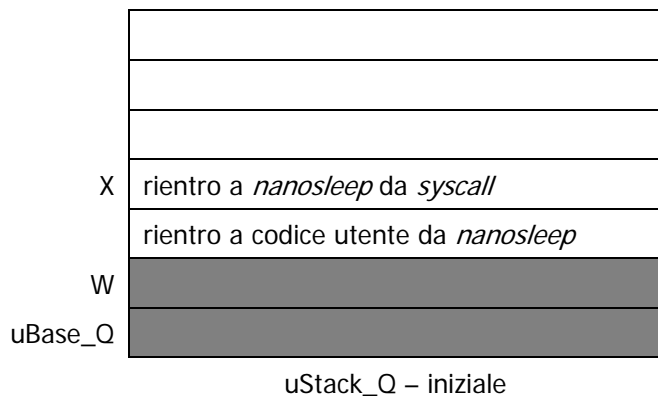 X rientro a nanosleep da syscall
rientro a codice utente da nanosleep
W
uBase_Q
uStack_Q – iniziale